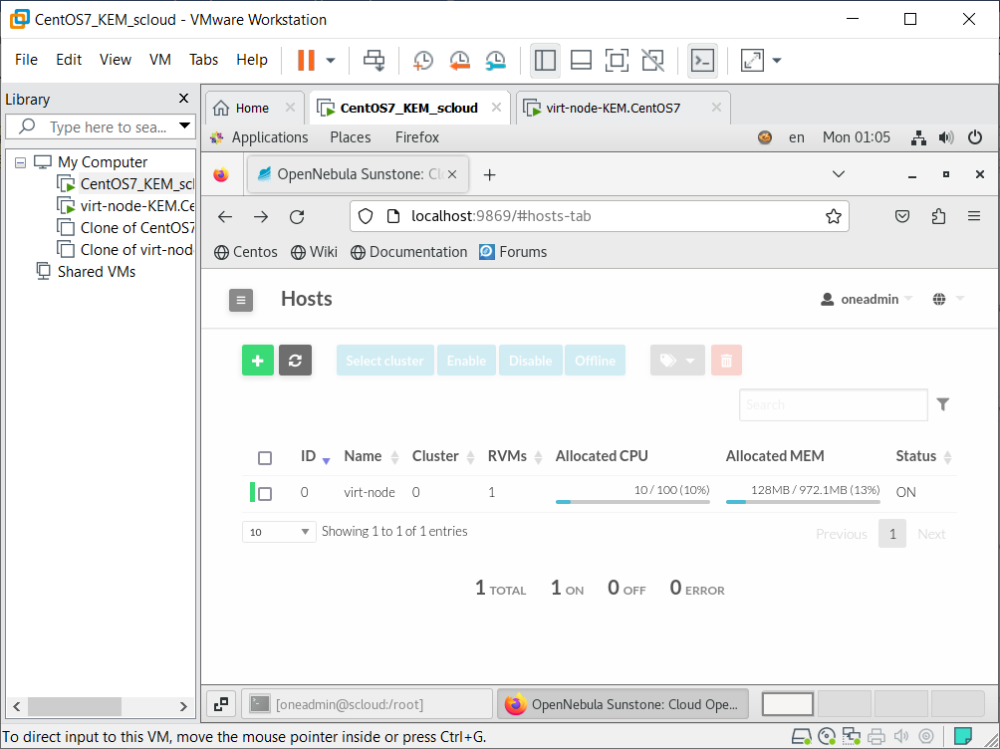 CentOS7_KEM_scloud - VMware Workstation
File Edit View VM Tabs Help
Library
Type here to sea...
My Computer
CentOS7_KEM_scl
virt-node-KEM.Ce
Clone of CentOS7
Clone of virt-nod
Shared VMs
Home
CentOS7_KEM_scloud
virt-node-KEM.CentOS7
Applications Places Firefox en Mon 01:05
OpenNebula Sunstone: Clo
localhost:9869/#hosts-tab
Centos Wiki Documentation Forums
Hosts oneadmin
Select cluster Enable Disable Offline
Search
ID Name Cluster RVMs Allocated CPU Allocated MEM Status
0 virt-node 0 1 10 / 100 (10%) 128MB / 972.1MB (13%) ON
10 Showing 1 to 1 of 1 entries Previous 1 Next
1 TOTAL 1 ON 0 OFF 0 ERROR
[oneadmin@scloud:/root] OpenNebula Sunstone: Cloud Ope...
To direct input to this VM, move the mouse pointer inside or press Ctrl+G.